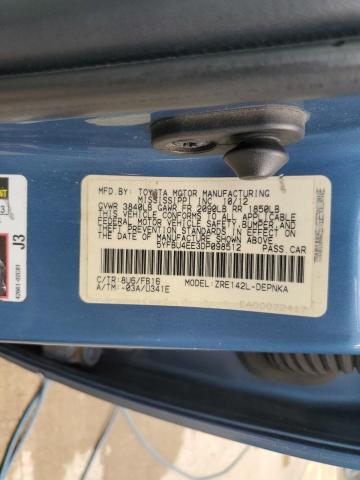 MFD.BY: TOYOTA MOTOR MANUFACTURING
MISSISSIPPI INC 10/12
GVWR 3840LB GAWR FR 2090LB RR 1850LB
THIS VEHICLE CONFORMS TO ALL APPLICABLE
FEDERAL MOTOR VEHICLE SAFETY, BUMPER, AND
THEFT PREVENTION STANDARDS IN EFFECT
ON THE DATE OF MANUFACTURE SHOWN ABOVE.
5YFBU4EE3DP098512 PASS.CAR
C/TR: 8U6/FB16 MODEL: ZRE142L-DEPNKA
A/TM: -03A/U341E
J3